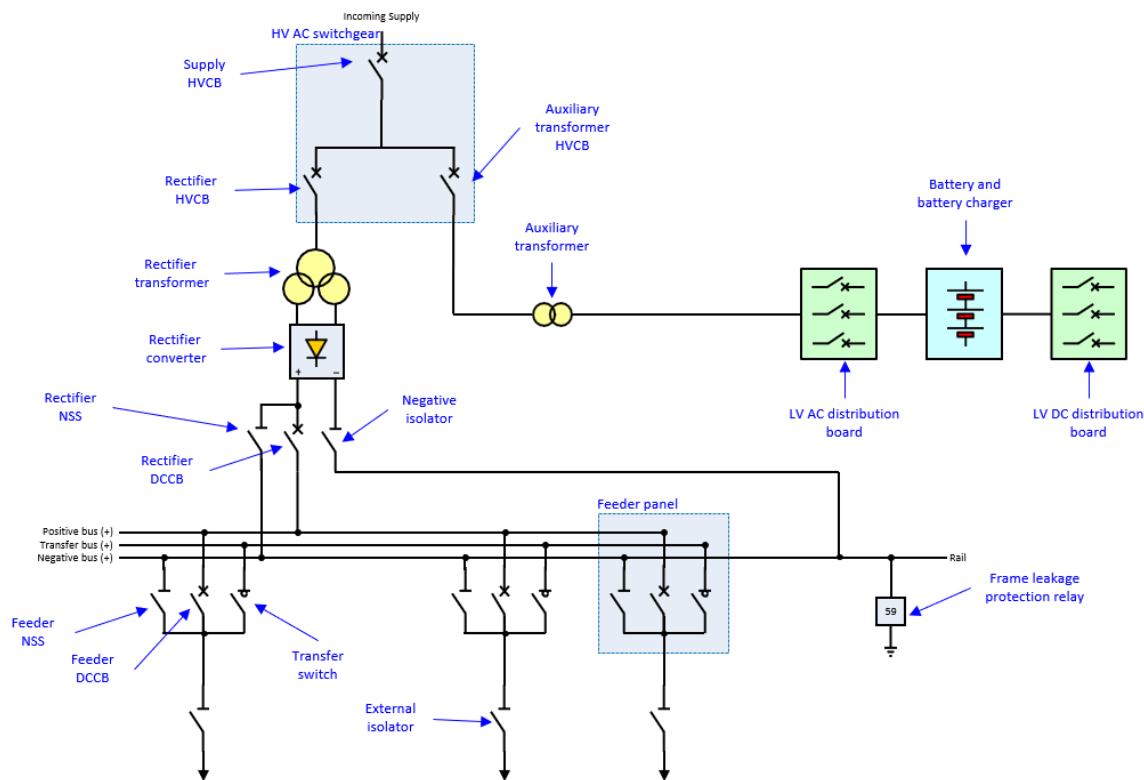 Incoming Supply
HV AC switchgear
Supply
HVCB
Auxiliary
transformer
HVCB
Rectifier
HVCB
Battery and
battery charger
Auxiliary
transformer
Rectifier
transformer
Rectifier
converter
+ −
Rectifier
NSS
Negative
isolator
LV AC distribution
board
LV DC distribution
board
Rectifier
DCCB
Feeder panel
Positive bus (+)
Transfer bus (+)
Negative bus (+)
Rail
Frame leakage
protection relay
59
Feeder
NSS
Feeder
DCCB
Transfer
switch
External
isolator